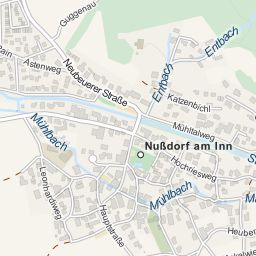 Guggenau
Entbach
Neubeuerer Straße
Astenweg
Entbach
Katzenbichl
Mühlbach
Mühltalweg
Nußdorf am Inn
Hochriesweg
Leonhardiweg
Mühlbach
Hauptstraße